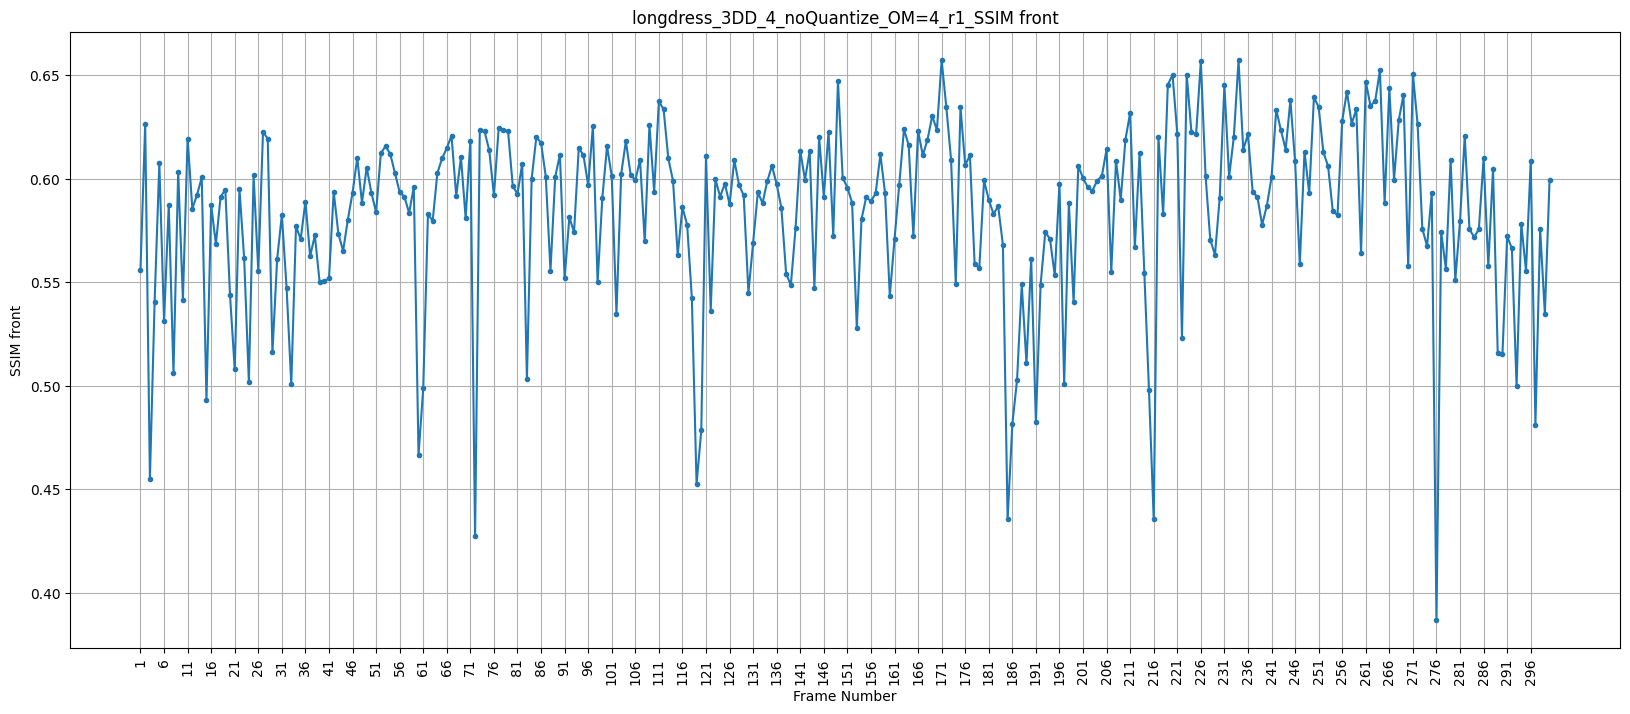 longdress_3DD_4_noQuantize_OM=4_r1_SSIM front
0.65
0.60
0.55
0.50
0.45
0.40
SSIM front
1 6 11 16 21 26 31 36 41 46 51 56 61 66 71 76 81 86 91 96 101 106 111 116 121 126 131 136 141 146 151 156 161 166 171 176 181 186 191 196 201 206 211 216 221 226 231 236 241 246 251 256 261 266 271 276 281 286 291 296
Frame Number